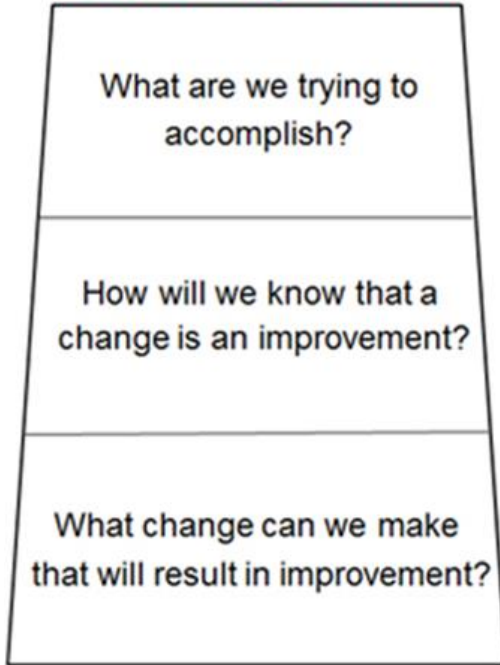 What are we trying to
accomplish?
How will we know that a
change is an improvement?
What change can we make
that will result in improvement?